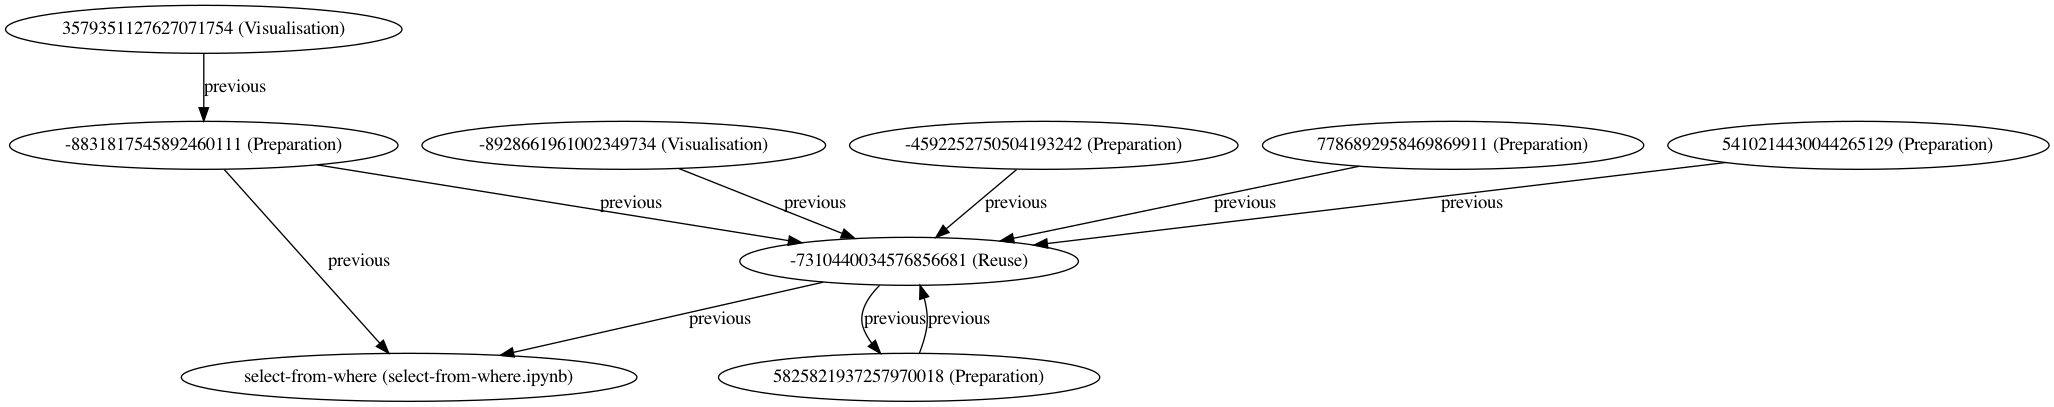 3579351127627071754 (Visualisation)
previous
-8831817545892460111 (Preparation)
-8928661961002349734 (Visualisation)
-4592252750504193242 (Preparation)
7786892958469869911 (Preparation)
5410214430044265129 (Preparation)
previous
previous
previous
previous
previous
previous
-7310440034576856681 (Reuse)
previous
previous
previous
select-from-where (select-from-where.ipynb)
5825821937257970018 (Preparation)